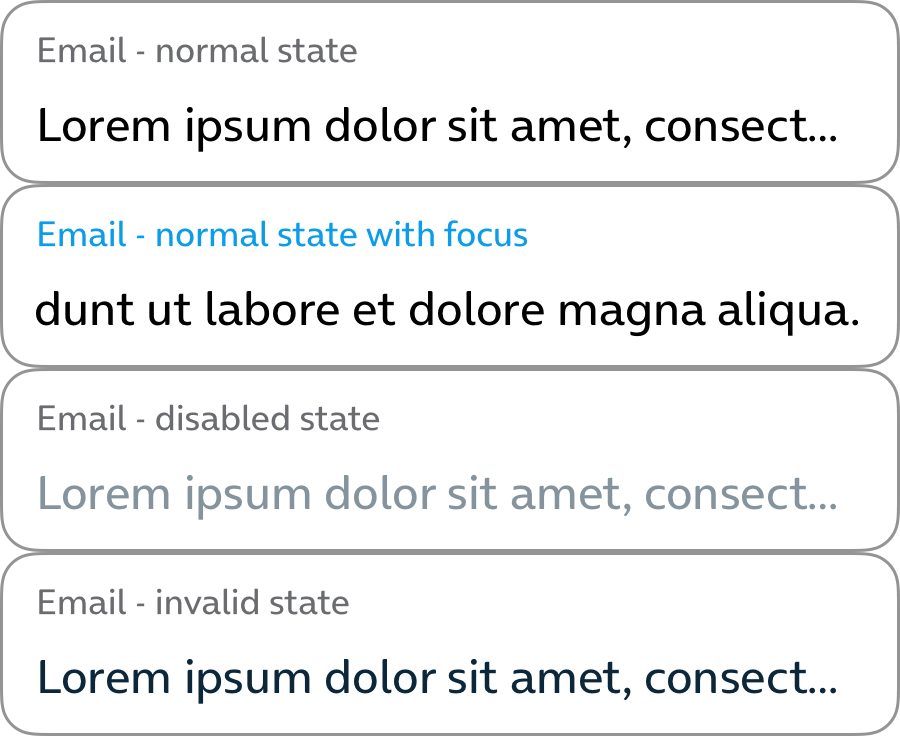 Email - normal state
Lorem ipsum dolor sit amet, consect...
Email - normal state with focus
dunt ut labore et dolore magna aliqua.
Email - disabled state
Lorem ipsum dolor sit amet, consect...
Email - invalid state
Lorem ipsum dolor sit amet, consect...